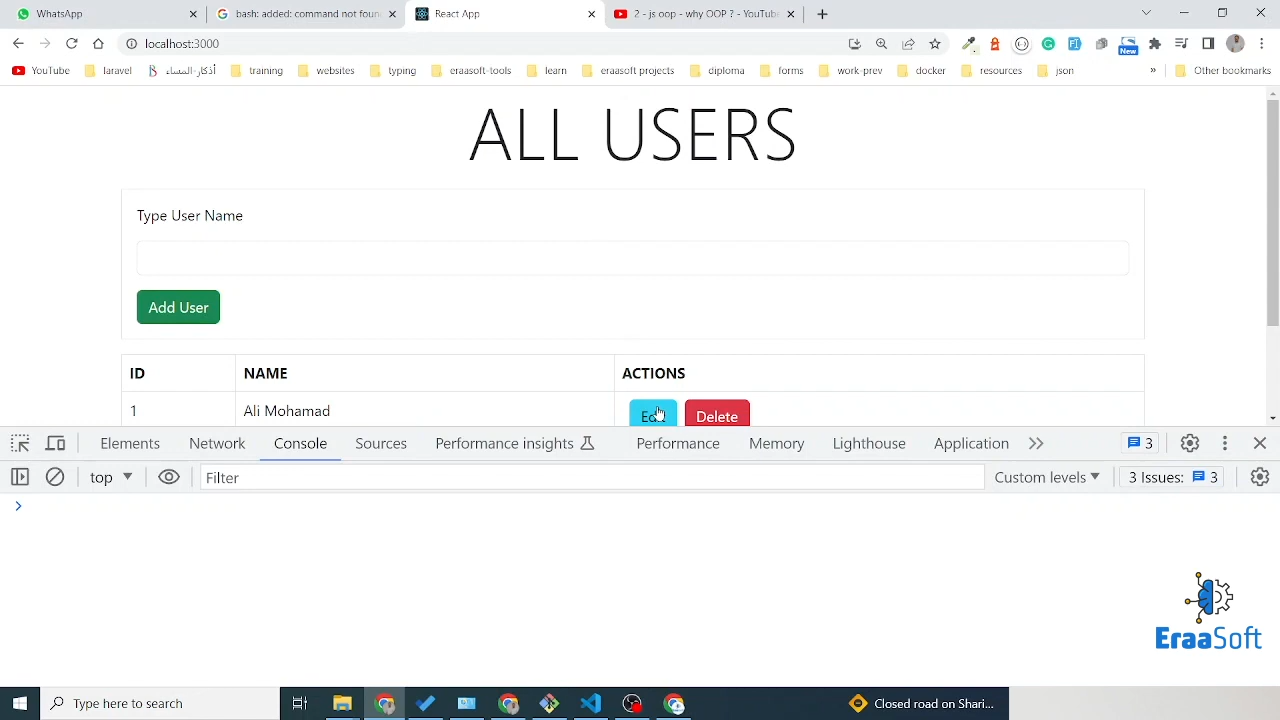 WhatsApp
bash: added: command not found
React App
2 - js oop - why OOP? - YouTube
localhost:3000
New
YouTube
laravel
أذكار المساء
training
websites
typing
eraasoft-tools
learn
eraasoft projects
diploma
forms
work-prev
docker
resources
json
»
Other bookmarks
ALL USERS
Type User Name
Add User
ID NAME ACTIONS
1 Ali Mohamad Edit Delete
Elements Network Console Sources Performance insights Performance Memory Lighthouse Application 3
top Filter Custom levels 3 Issues: 3
EraaSoft
Type here to search
Closed road on Shari...